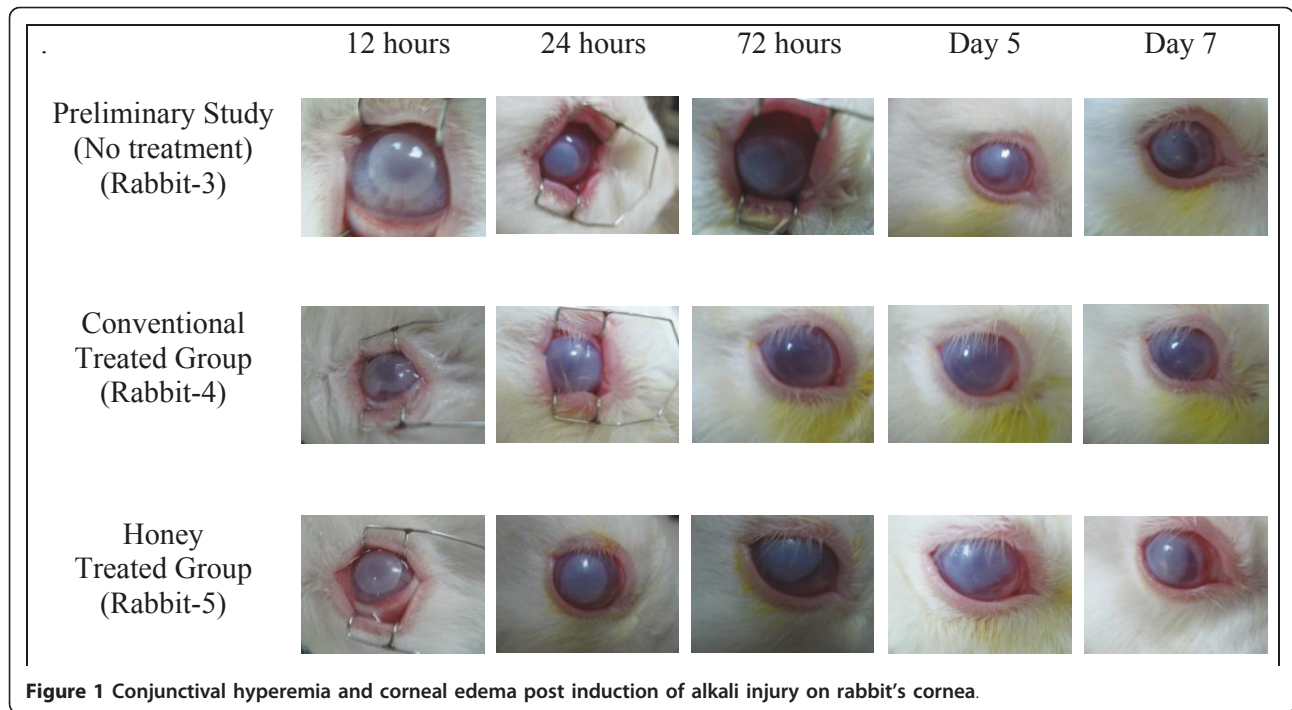 .
12 hours 24 hours 72 hours Day 5 Day 7
Preliminary Study
(No treatment)
(Rabbit-3)
Conventional
Treated Group
(Rabbit-4)
Honey
Treated Group
(Rabbit-5)
Figure 1 Conjunctival hyperemia and corneal edema post induction of alkali injury on rabbit's cornea.